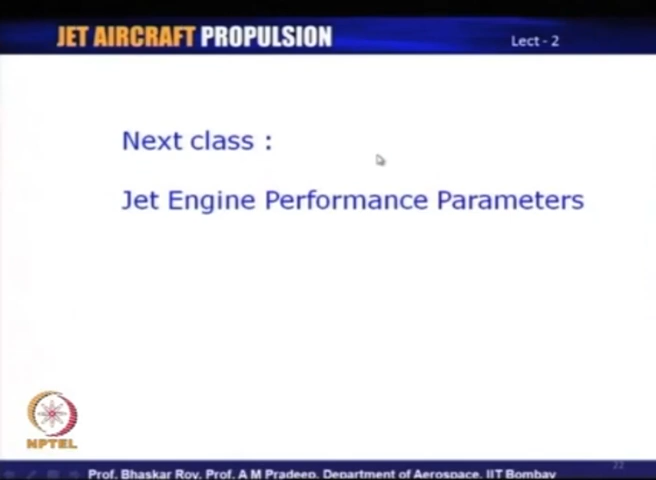 JET AIRCRAFT PROPULSION
Lect - 2
Next class :
Jet Engine Performance Parameters
NPTEL
22
Prof. Bhaskar Roy, Prof. A M Pradeep, Department of Aerospace, IIT Bombay